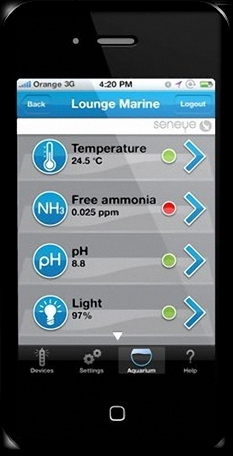 Orange 3G 4:20 PM
Back Lounge Marine Logout
seneye
Temperature
24.5 °C
Free ammonia
NH3 0.025 ppm
pH
pH 8.8
Light
97%
Devices Settings Aquarium Help